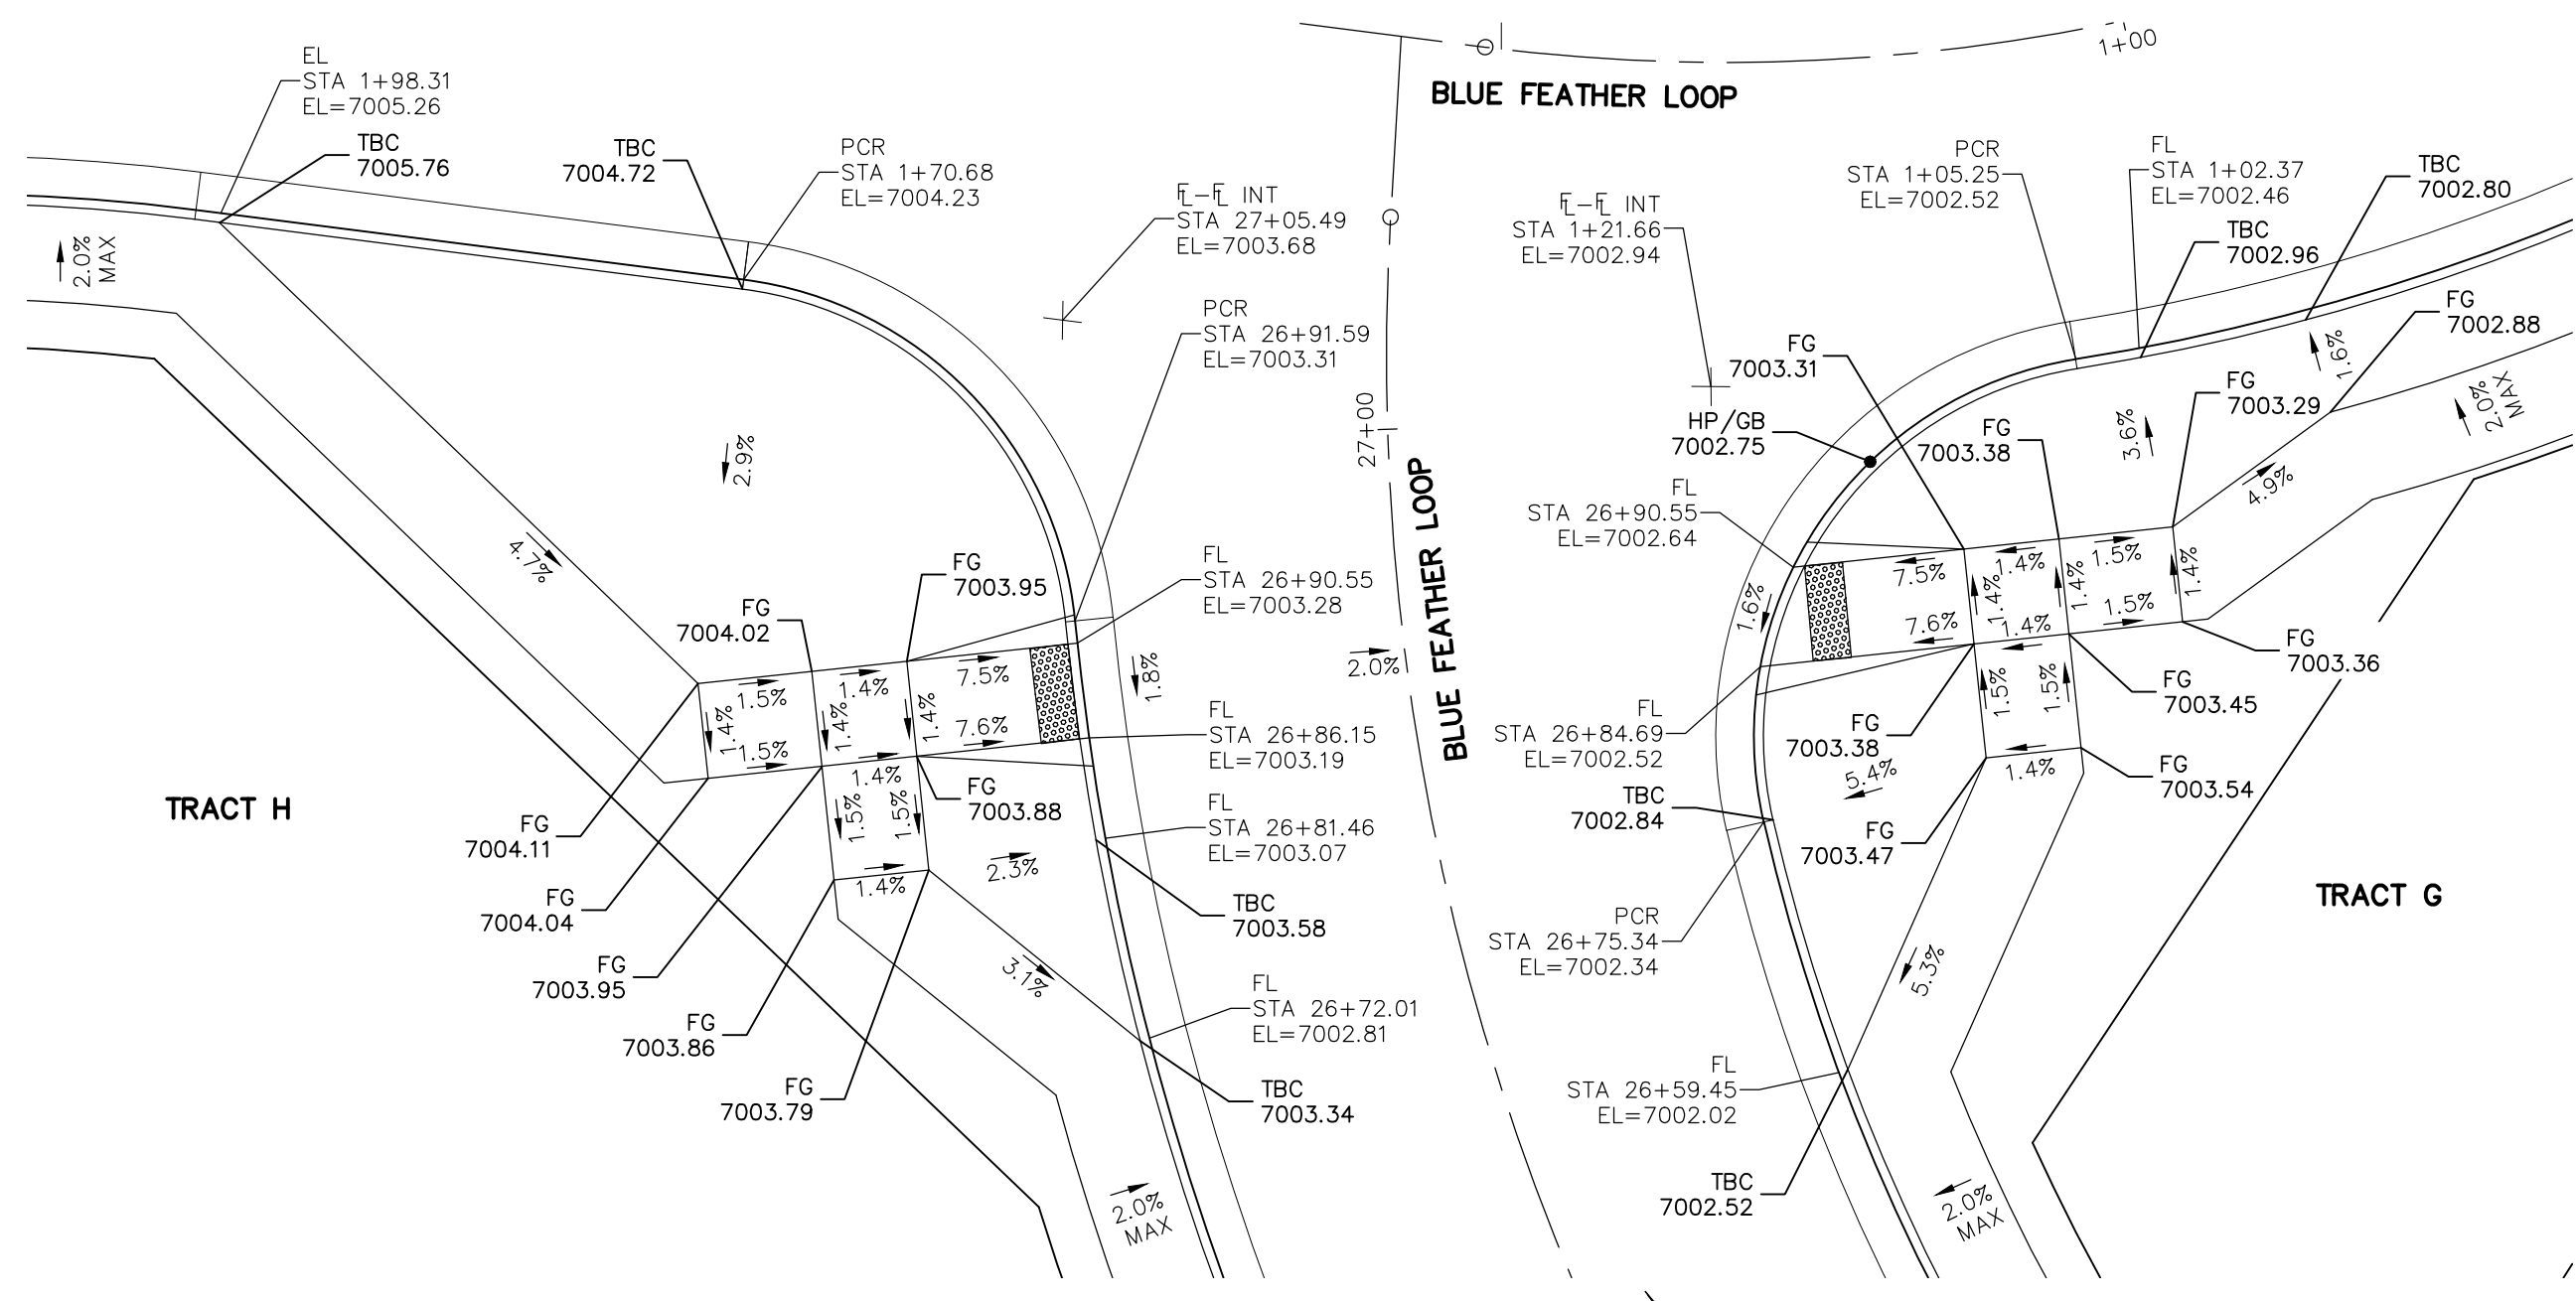 1+00
BLUE FEATHER LOOP
EL
STA 1+98.31
EL=7005.26
TBC
7005.76
TBC
7004.72
PCR
STA 1+70.68
EL=7004.23
FL-FL INT
STA 27+05.49
EL=7003.68
FL-FL INT
STA 1+21.66
EL=7002.94
PCR
STA 1+05.25
EL=7002.52
FL
STA 1+02.37
EL=7002.46
TBC
7002.80
TBC
7002.96
FG
7002.88
2.0%
MAX
PCR
STA 26+91.59
EL=7003.31
FG
7003.31
HP/GB
7002.75
FG
7003.38
FG
7003.29
1.6%
3.6%
2.0%
MAX
4.9%
27+00
2.9%
4.7%
FL
STA 26+90.55
EL=7002.64
FG
7003.95
FL
STA 26+90.55
EL=7003.28
BLUE FEATHER LOOP
7.5%
1.4%
1.5%
1.6%
7.6%
1.4%
1.4%
1.4%
1.5%
1.4%
FG
7004.02
1.5%
1.4%
7.5%
1.8%
2.0%
FG
7003.36
1.4%
1.5%
1.4%
1.4%
1.4%
7.6%
FL
STA 26+86.15
EL=7003.19
FL
STA 26+84.69
EL=7002.52
FG
7003.38
1.5%
1.5%
FG
7003.45
FG
7003.54
1.4%
5.4%
TRACT H
FG
7004.11
1.5%
1.5%
FG
7003.88
FL
STA 26+81.46
EL=7003.07
TBC
7002.84
FG
7003.47
1.4%
2.3%
TRACT G
FG
7004.04
TBC
7003.58
PCR
STA 26+75.34
EL=7002.34
FG
7003.95
3.1%
5.3%
FG
7003.86
FL
STA 26+72.01
EL=7002.81
FG
7003.79
TBC
7003.34
FL
STA 26+59.45
EL=7002.02
TBC
7002.52
2.0%
MAX
2.0%
MAX